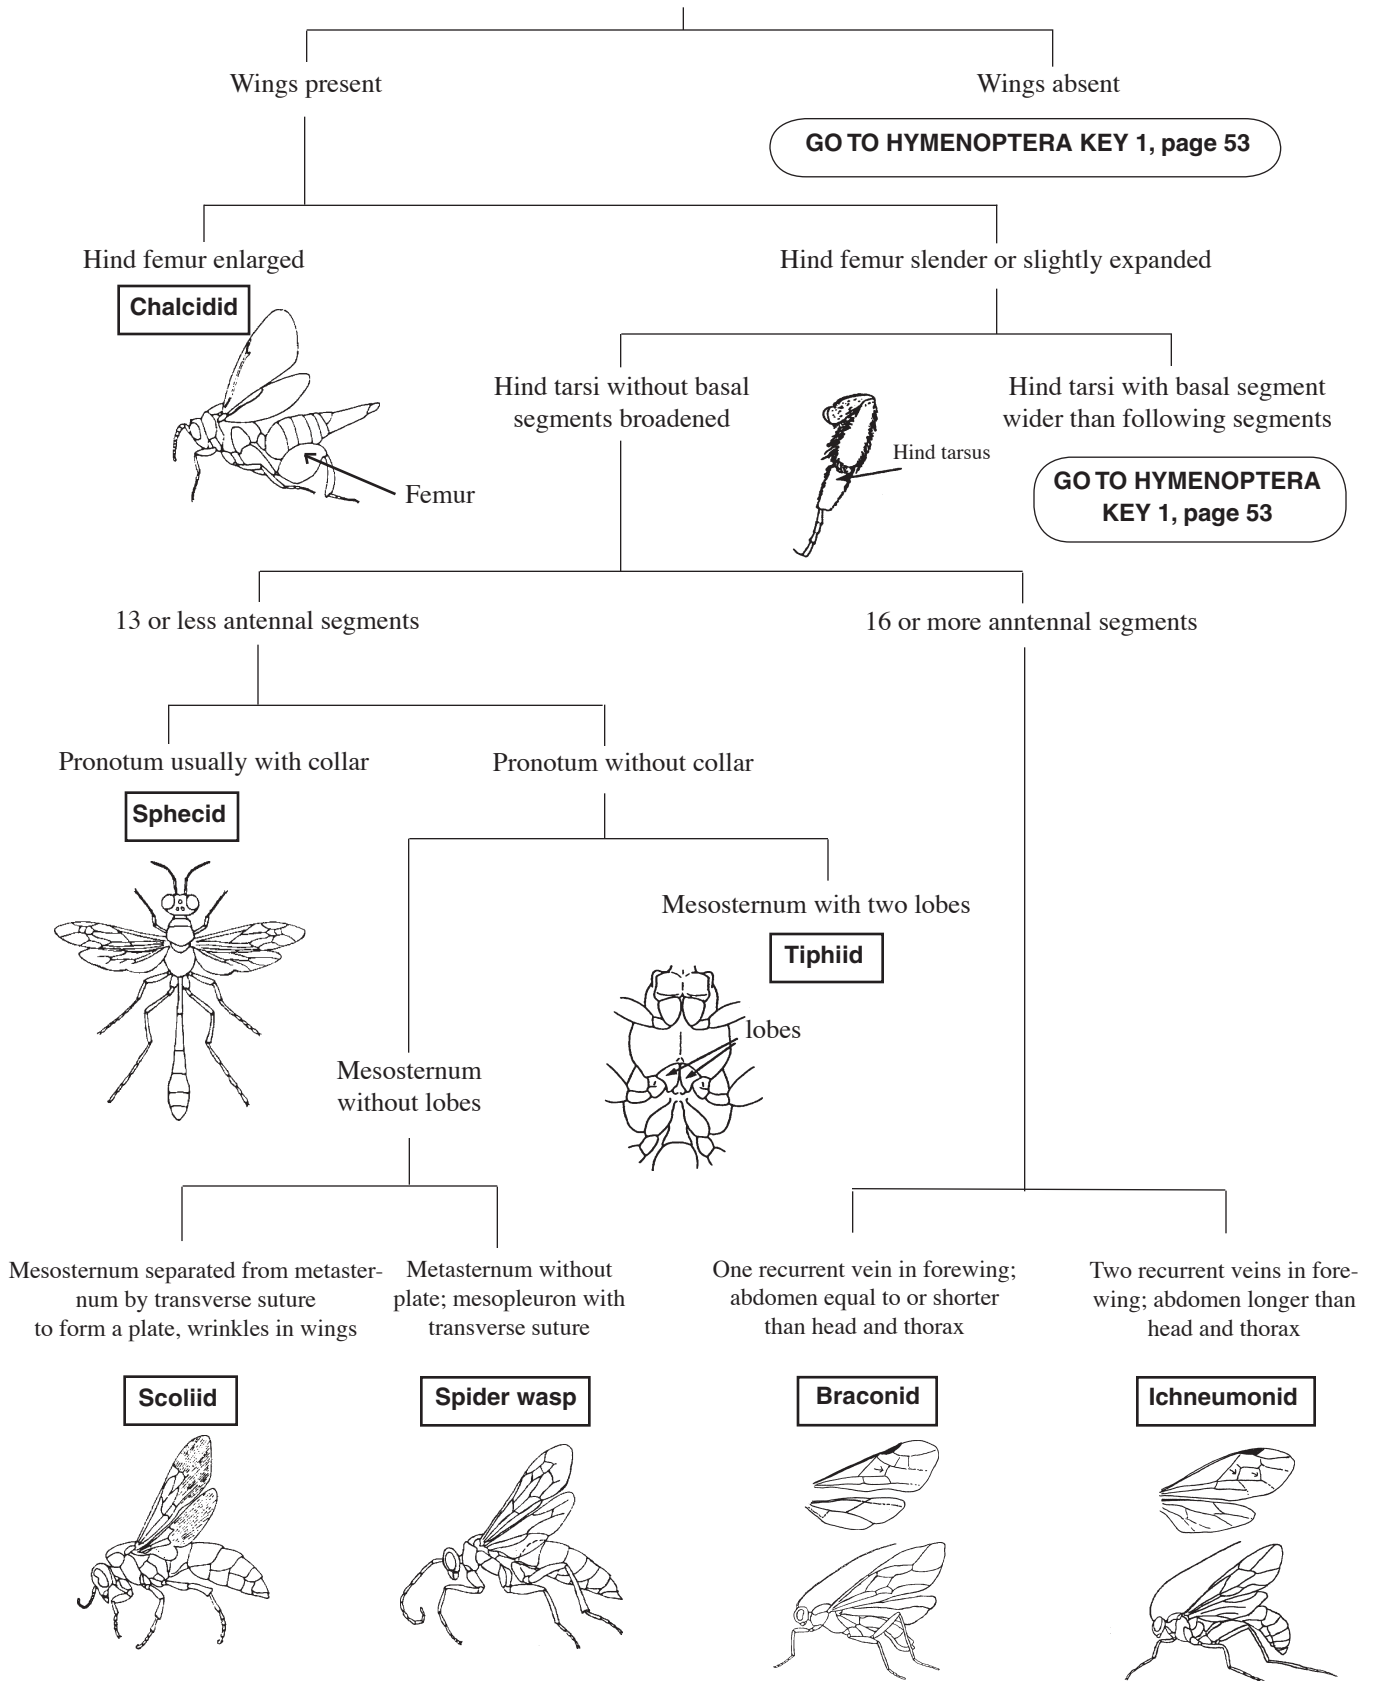 Wings present
Wings absent
GO TO HYMENOPTERA KEY 1, page 53
Hind femur enlarged
Hind femur slender or slightly expanded
Chalcidid
Femur
Hind tarsi without basal
segments broadened
Hind tarsus
Hind tarsi with basal segment
wider than following segments
GO TO HYMENOPTERA
KEY 1, page 53
13 or less antennal segments
16 or more anntennal segments
Pronotum usually with collar
Pronotum without collar
Sphecid
Mesosternum with two lobes
Tiphiid
lobes
Mesosternum
without lobes
Mesosternum separated from metaster-
num by transverse suture
to form a plate, wrinkles in wings
Metasternum without
plate; mesopleuron with
transverse suture
One recurrent vein in forewing;
abdomen equal to or shorter
than head and thorax
Two recurrent veins in fore-
wing; abdomen longer than
head and thorax
Scoliid
Spider wasp
Braconid
Ichneumonid